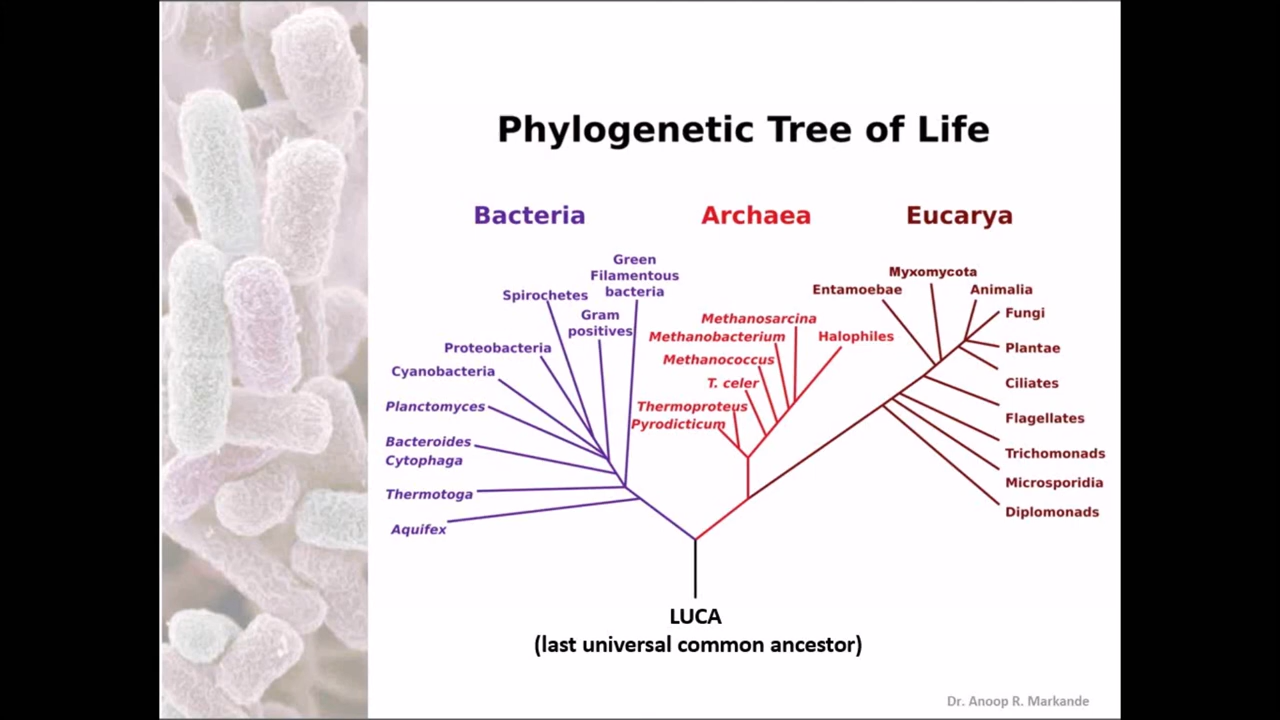 Phylogenetic Tree of Life
Bacteria
Archaea
Eucarya
Green
Filamentous
bacteria
Spirochetes
Gram
positives
Proteobacteria
Cyanobacteria
Planctomyces
Bacteroides
Cytophaga
Thermotoga
Aquifex
Methanosarcina
Methanobacterium
Halophiles
Methanococcus
T. celer
Thermoproteus
Pyrodicticum
Myxomycota
Entamoebae
Animalia
Fungi
Plantae
Ciliates
Flagellates
Trichomonads
Microsporidia
Diplomonads
LUCA
(last universal common ancestor)
Dr. Anoop R. Markande